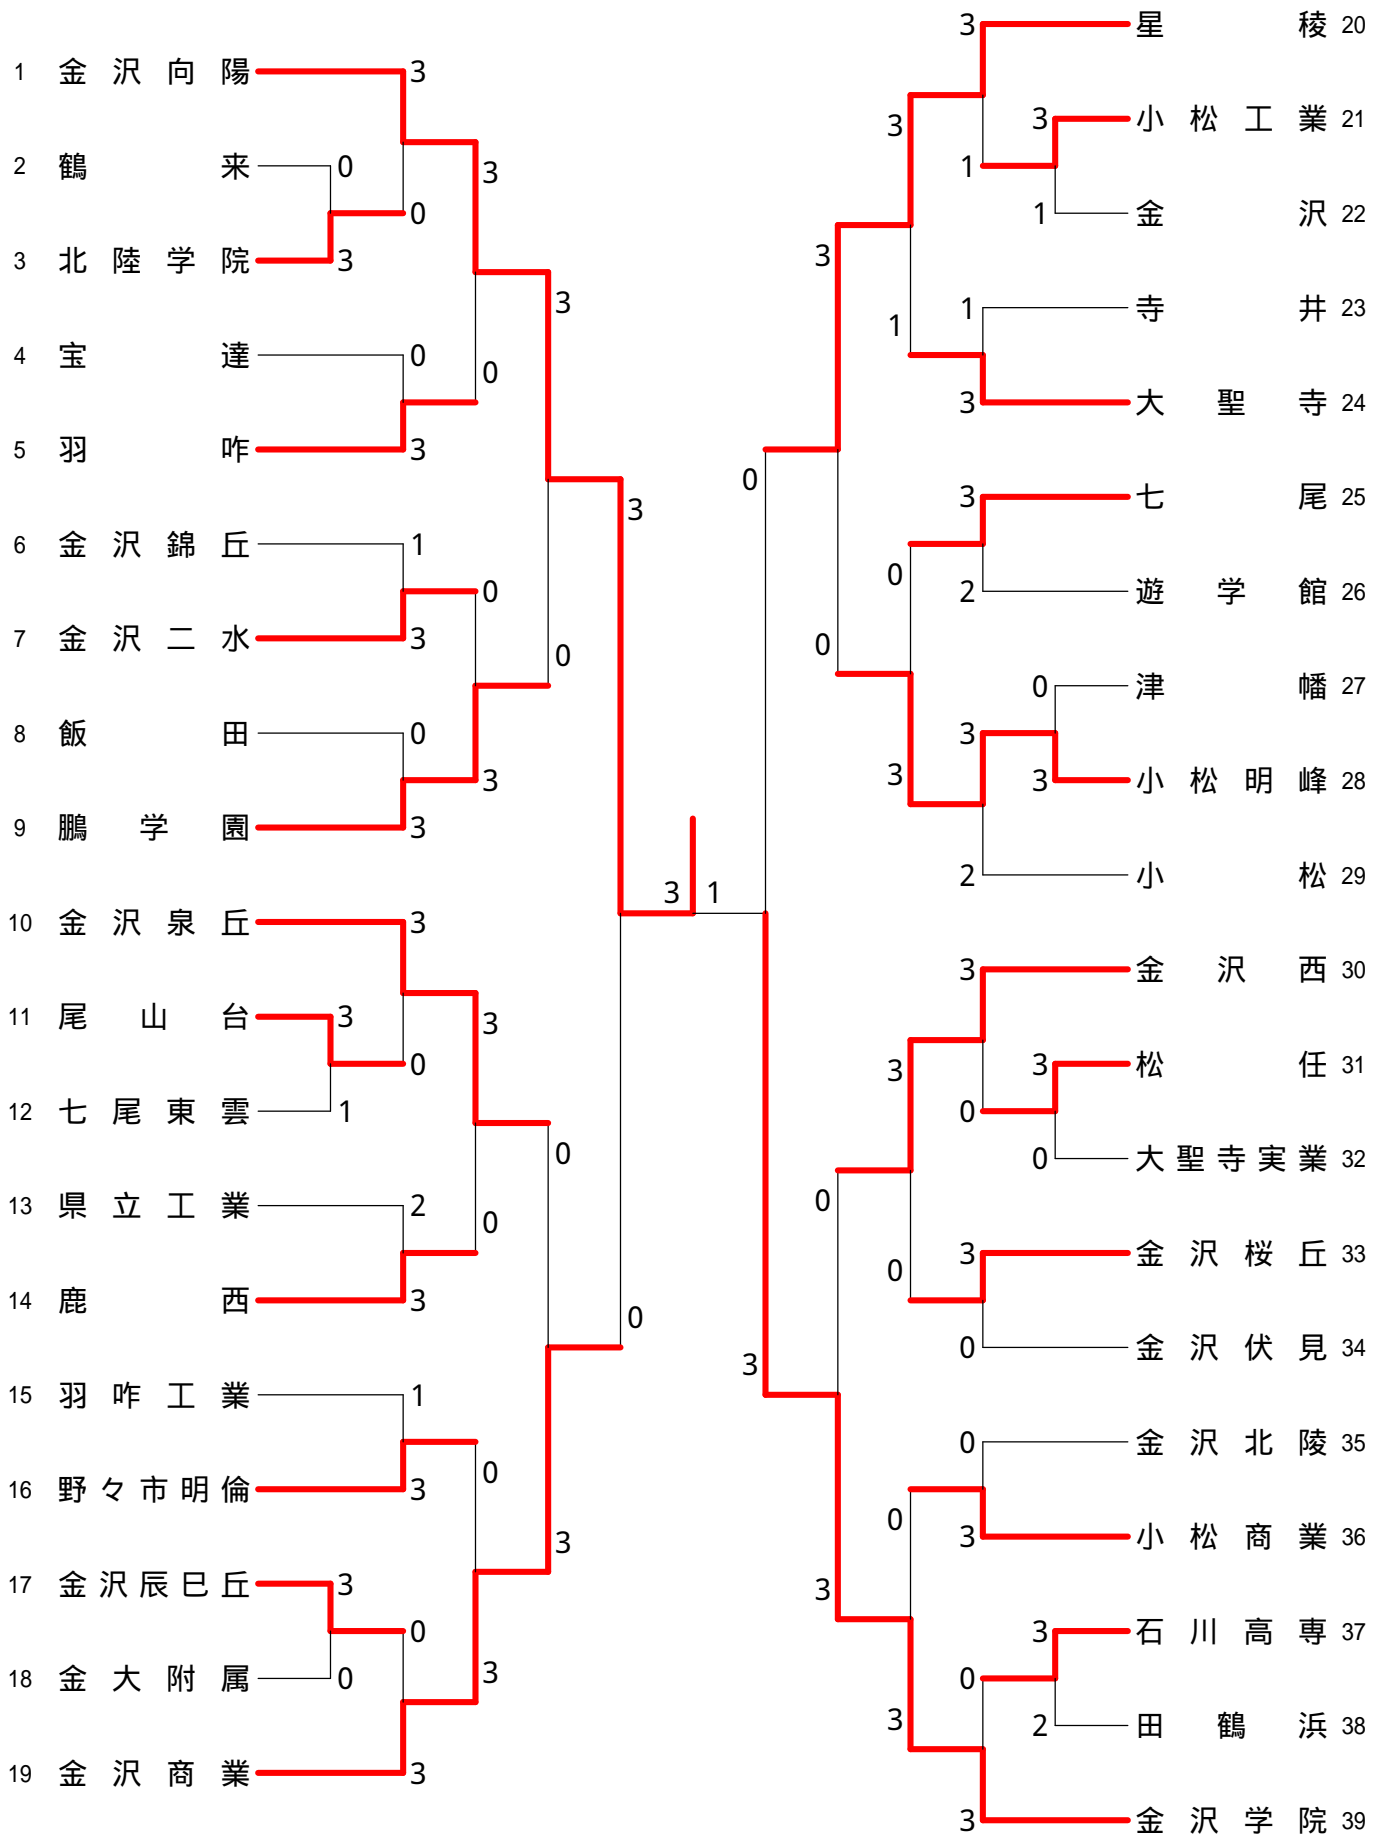 1 金沢向陽 3
2 鶴来 0
0
3 北陸学院 3
3
4 宝達 0
0
5 羽咋 3
3
6 金沢錦丘 1
0
7 金沢二水 3
0
8 飯田 0
3
9 鵬学園 3
3
10 金沢泉丘 3
11 尾山台 3
3
0
12 七尾東雲 1
0
13 県立工業 2
0
14 鹿西 3
0
15 羽咋工業 1
0
16 野々市明倫 3
3
17 金沢辰巳丘 3
0
18 金大附属 0
3
19 金沢商業 3
3 1
3 星稜 20
3
3 小松工業 21
1
1 金沢 22
3
1 寺井 23
1
3 大聖寺 24
0
3 七尾 25
0
2 遊学館 26
0
0 津幡 27
3
3
3 小松明峰 28
2 小松 29
3 金沢西 30
3
3 松任 31
0
0 大聖寺実業 32
0
3 金沢桜丘 33
0
0 金沢伏見 34
3
0 金沢北陵 35
0
3 小松商業 36
3
3 石川高専 37
0
3
2 田鶴浜 38
3 金沢学院 39